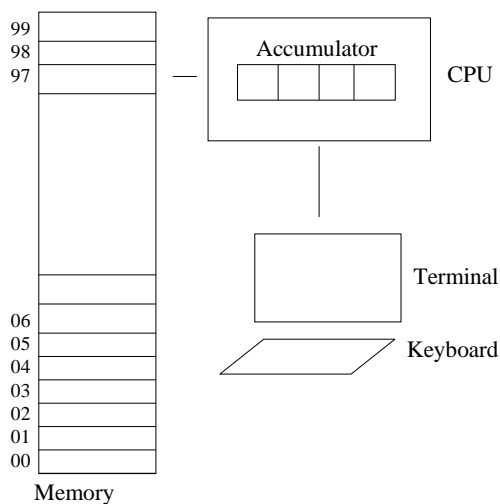 99
98
97
06
05
04
03
02
01
00
Memory
Accumulator
CPU
Terminal
Keyboard